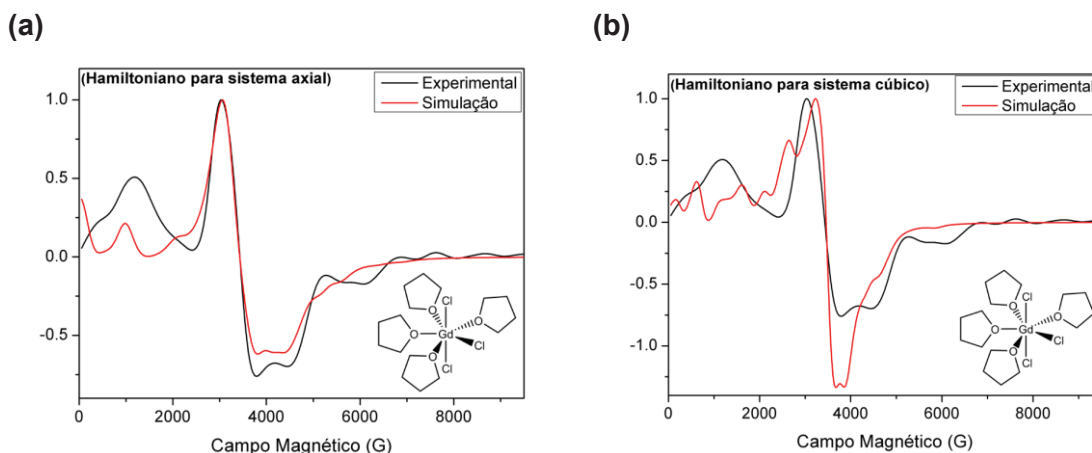 (a)
(Hamiltoniano para sistema axial)
Experimental
Simulação
1.0
0.5
0.0
-0.5
0
2000
4000
6000
8000
Campo Magnético (G)
Cl
O
O
Gd
O
Cl
O
Cl
(b)
(Hamiltoniano para sistema cúbico)
Experimental
Simulação
1.0
0.5
0.0
-0.5
-1.0
0
2000
4000
6000
8000
Campo Magnético (G)
Cl
O
O
Gd
O
Cl
O
Cl